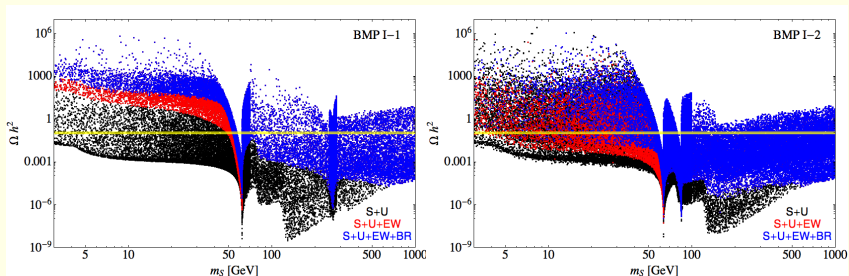 BMP I-1
10⁶
1000
1
0.001
10⁻⁶
10⁻⁹
Ω h²
S+U
S+U+EW
S+U+EW+BR
5 10 50 100 500 1000
m_S [GeV]
BMP I-2
10⁶
1000
1
0.001
10⁻⁶
10⁻⁹
Ω h²
S+U
S+U+EW
S+U+EW+BR
5 10 50 100 500 1000
m_S [GeV]